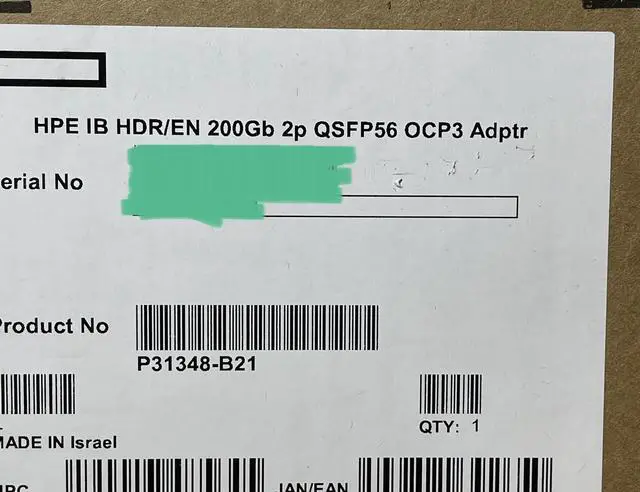 HPE IB HDR/EN 200Gb 2p QSFP56 OCP3 Adptr
erial No
Product No
P31348-B21
MADE IN Israel
QTY: 1
JAN/EAN